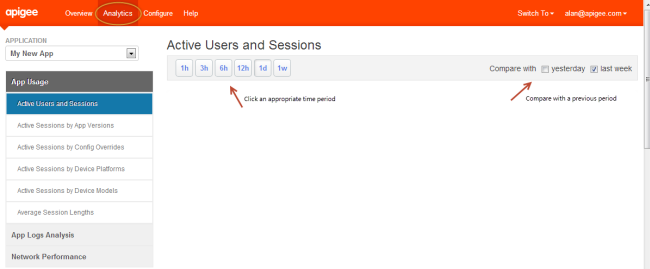 apigee Overview Analytics Configure Help Switch To alan@apigee.com
APPLICATION
My New App
Active Users and Sessions
1h 3h 6h 12h 1d 1w Compare with yesterday last week
Click an appropriate time period
Compare with a previous period
App Usage
Active Users and Sessions
Active Sessions by App Versions
Active Sessions by Config Overrides
Active Sessions by Device Platforms
Active Sessions by Device Models
Average Session Lengths
App Logs Analysis
Network Performance